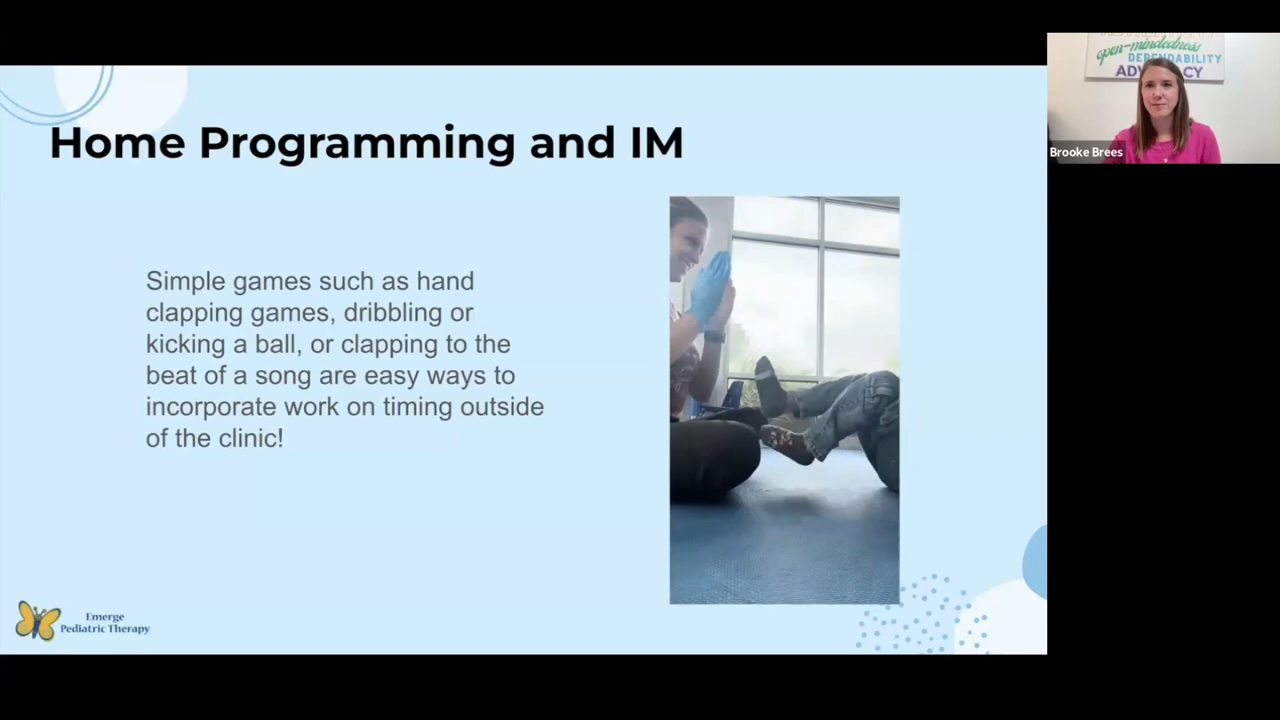 Home Programming and IM
Simple games such as hand
clapping games, dribbling or
kicking a ball, or clapping to the
beat of a song are easy ways to
incorporate work on timing outside
of the clinic!
Emerge
Pediatric Therapy
open-mindedness
DEPENDABILITY
Brooke Brees